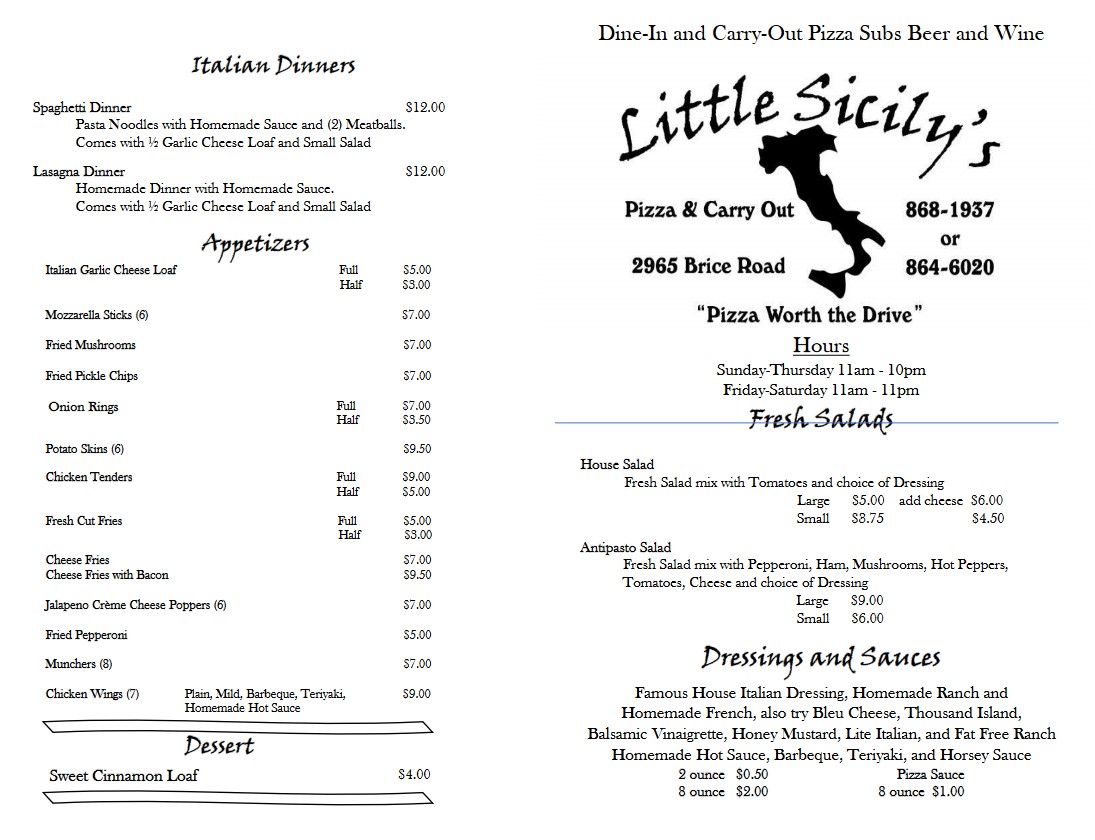 Italian Dinners
Spaghetti Dinner $12.00
Pasta Noodles with Homemade Sauce and (2) Meatballs.
Comes with ½ Garlic Cheese Loaf and Small Salad
Lasagna Dinner $12.00
Homemade Dinner with Homemade Sauce.
Comes with ½ Garlic Cheese Loaf and Small Salad
Appetizers
Italian Garlic Cheese Loaf Full $5.00
Half $3.00
Mozzarella Sticks (6) $7.00
Fried Mushrooms $7.00
Fried Pickle Chips $7.00
Onion Rings Full $7.00
Half $3.50
Potato Skins (6) $9.50
Chicken Tenders Full $9.00
Half $5.00
Fresh Cut Fries Full $5.00
Half $3.00
Cheese Fries $7.00
Cheese Fries with Bacon $9.50
Jalapeno Crème Cheese Poppers (6) $7.00
Fried Pepperoni $5.00
Munchers (8) $7.00
Chicken Wings (7) Plain, Mild, Barbeque, Teriyaki, $9.00
Homemade Hot Sauce
Dessert
Sweet Cinnamon Loaf $4.00
Dine-In and Carry-Out Pizza Subs Beer and Wine
Little Sicily's
Pizza & Carry Out 868-1937
or
2965 Brice Road 864-6020
"Pizza Worth the Drive"
Hours
Sunday-Thursday 11am - 10pm
Friday-Saturday 11am - 11pm
Fresh Salads
House Salad
Fresh Salad mix with Tomatoes and choice of Dressing
Large $5.00 add cheese $6.00
Small $3.75 $4.50
Antipasto Salad
Fresh Salad mix with Pepperoni, Ham, Mushrooms, Hot Peppers,
Tomatoes, Cheese and choice of Dressing
Large $9.00
Small $6.00
Dressings and Sauces
Famous House Italian Dressing, Homemade Ranch and
Homemade French, also try Bleu Cheese, Thousand Island,
Balsamic Vinaigrette, Honey Mustard, Lite Italian, and Fat Free Ranch
Homemade Hot Sauce, Barbeque, Teriyaki, and Horsey Sauce
2 ounce $0.50 Pizza Sauce
8 ounce $2.00 8 ounce $1.00